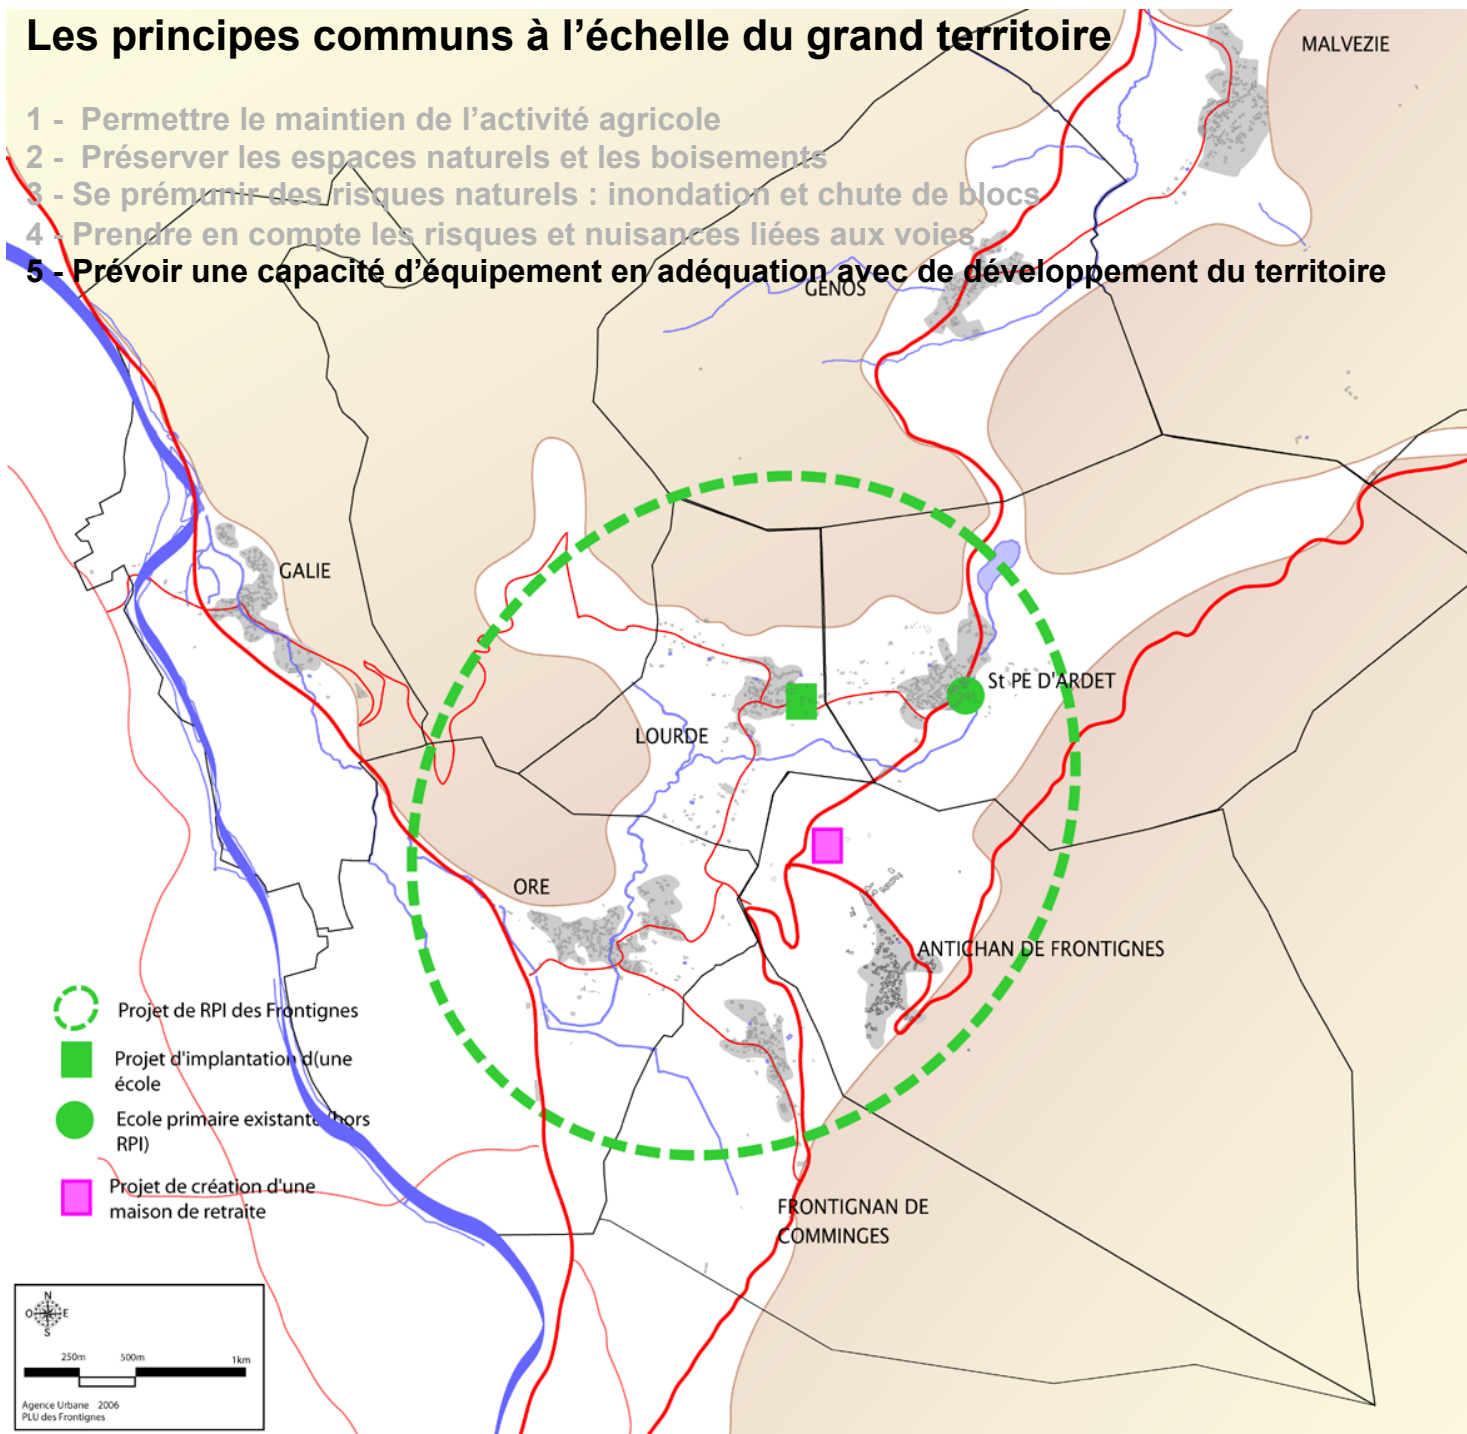 Les principes communs à l'échelle du grand territoire
MALVEZIE
1 - Permettre le maintien de l'activité agricole
2 - Préserver les espaces naturels et les boisements
3 - Se prémunir des risques naturels : inondation et chute de blocs
4 - Prendre en compte les risques et nuisances liées aux voies
5 - Prévoir une capacité d'équipement en adéquation avec de développement du territoire
GENOS
GALIE
St PE D'ARDET
LOURDE
ORE
ANTICHAN DE FRONTIGNES
Projet de RPI des Frontignes
Projet d'implantation d(une
école
Ecole primaire existante (hors
RPI)
Projet de création d'une
maison de retraite
FRONTIGNAN DE
COMMINGES
N
O E
S
250m 500m 1km
Agence Urbane 2006
PLU des Frontignes